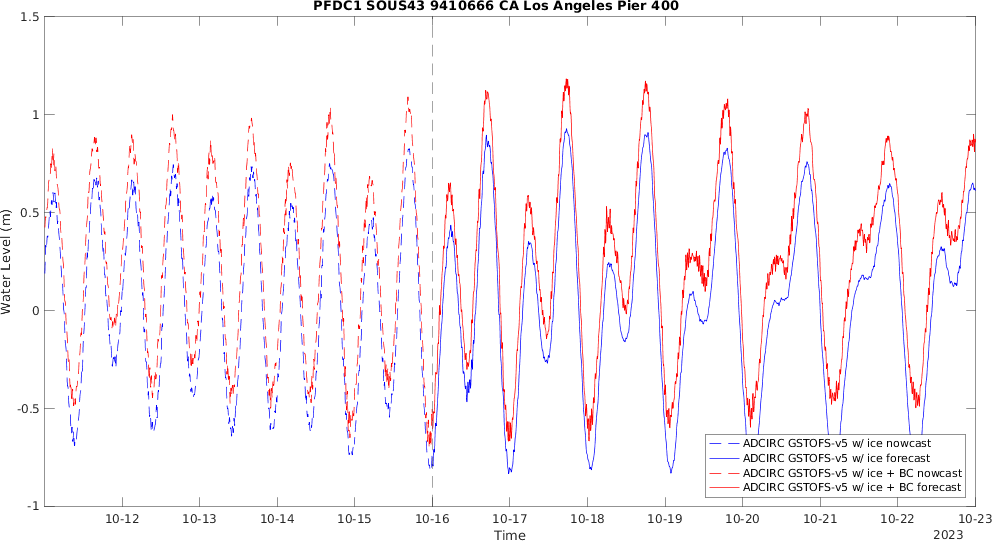 PFDC1 SOUS43 9410666 CA Los Angeles Pier 400
1.5
1
0.5
0
-0.5
-1
Water Level (m)
10-12 10-13 10-14 10-15 10-16 10-17 10-18 10-19 10-20 10-21 10-22 10-23
Time
2023
ADCIRC GSTOFS-v5 w/ ice nowcast
ADCIRC GSTOFS-v5 w/ ice forecast
ADCIRC GSTOFS-v5 w/ ice + BC nowcast
ADCIRC GSTOFS-v5 w/ ice + BC forecast